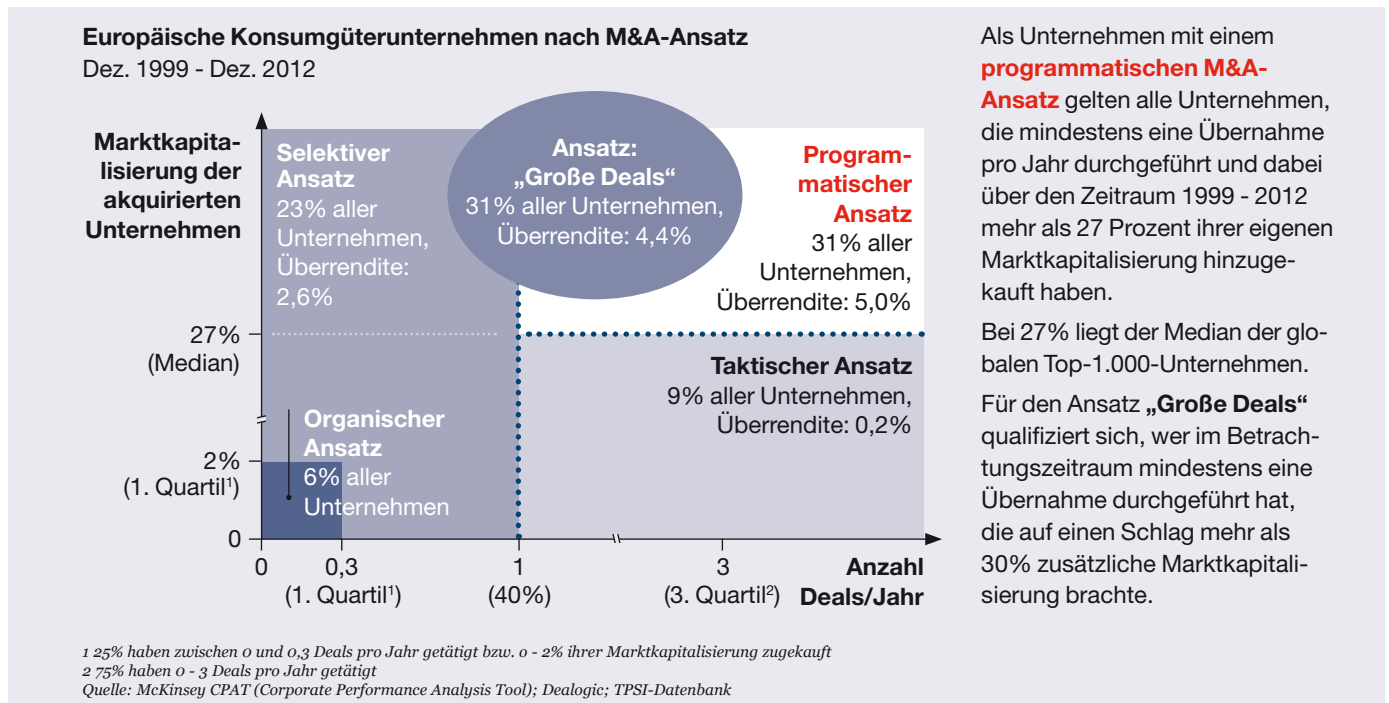 Europäische Konsumgüterunternehmen nach M&A-Ansatz
Dez. 1999 - Dez. 2012
Marktkapita-
lisierung der
akquirierten
Unternehmen
Selektiver
Ansatz
23% aller
Unternehmen,
Überrendite:
2,6%
Ansatz:
„Große Deals“
31% aller Unternehmen,
Überrendite: 4,4%
Program-
matischer
Ansatz
31% aller
Unternehmen,
Überrendite: 5,0%
27%
(Median)
Taktischer Ansatz
9% aller Unternehmen,
Überrendite: 0,2%
Organischer
Ansatz
6% aller
Unternehmen
2%
(1. Quartil¹)
0
0
0,3
(1. Quartil¹)
1
(40%)
3
(3. Quartil²)
Anzahl
Deals/Jahr
1 25% haben zwischen 0 und 0,3 Deals pro Jahr getätigt bzw. 0 - 2% ihrer Marktkapitalisierung zugekauft
2 75% haben 0 - 3 Deals pro Jahr getätigt
Quelle: McKinsey CPAT (Corporate Performance Analysis Tool); Dealogic; TPSI-Datenbank
Als Unternehmen mit einem
programmatischen M&A-
Ansatz gelten alle Unternehmen,
die mindestens eine Übernahme
pro Jahr durchgeführt und dabei
über den Zeitraum 1999 - 2012
mehr als 27 Prozent ihrer eigenen
Marktkapitalisierung hinzuge-
kauft haben.
Bei 27% liegt der Median der glo-
balen Top-1.000-Unternehmen.
Für den Ansatz „Große Deals“
qualifiziert sich, wer im Betrach-
tungszeitraum mindestens eine
Übernahme durchgeführt hat,
die auf einen Schlag mehr als
30% zusätzliche Marktkapitali-
sierung brachte.